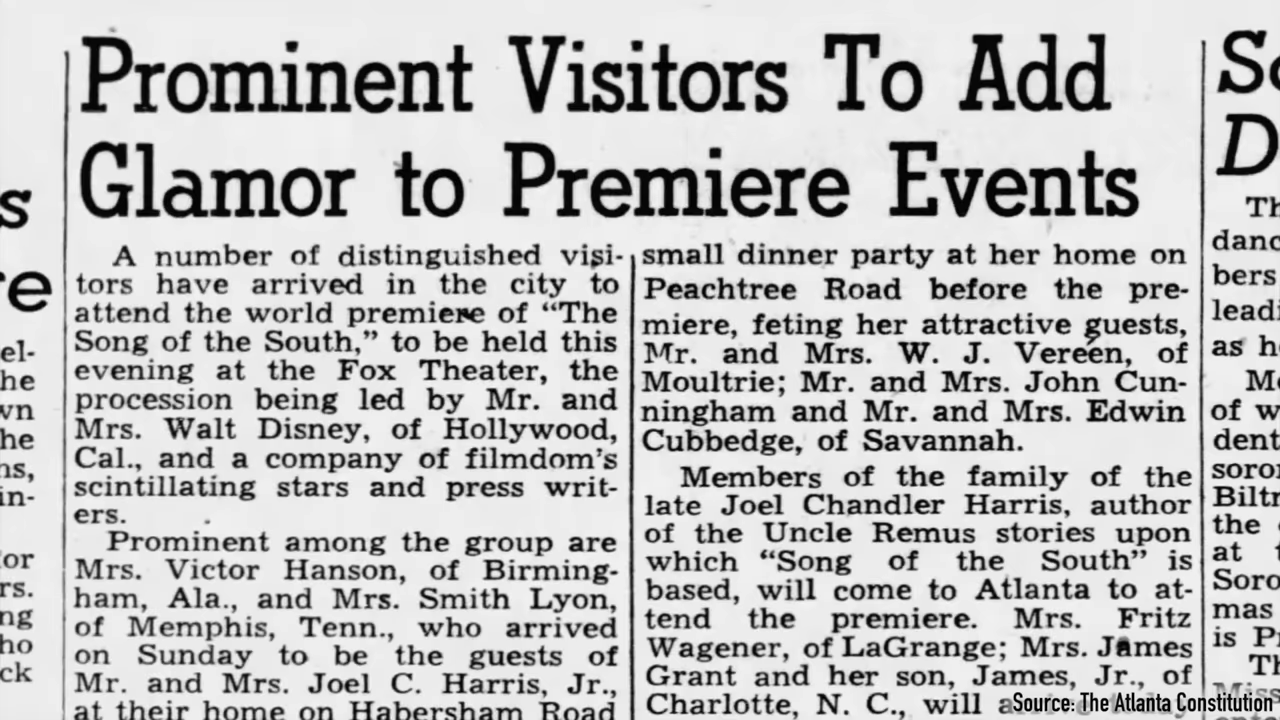 Prominent Visitors To Add
Glamor to Premiere Events
A number of distinguished visi-
tors have arrived in the city to
attend the world premiere of “The
Song of the South,” to be held this
evening at the Fox Theater, the
procession being led by Mr. and
Mrs. Walt Disney, of Hollywood,
Cal., and a company of filmdom’s
scintillating stars and press writ-
ers.
Prominent among the group are
Mrs. Victor Hanson, of Birming-
ham, Ala., and Mrs. Smith Lyon,
of Memphis, Tenn., who arrived
on Sunday to be the guests of
Mr. and Mrs. Joel C. Harris, Jr.,
at their home on Habersham Road
small dinner party at her home on
Peachtree Road before the pre-
miere, feting her attractive guests,
Mr. and Mrs. W. J. Vereen, of
Moultrie; Mr. and Mrs. John Cun-
ningham and Mr. and Mrs. Edwin
Cubbedge, of Savannah.
Members of the family of the
late Joel Chandler Harris, author
of the Uncle Remus stories upon
which “Song of the South” is
based, will come to Atlanta to at-
tend the premiere. Mrs. Fritz
Wagener, of LaGrange; Mrs. James
Grant and her son, James, Jr., of
Charlotte, N. C., will
Source: The Atlanta Constitution